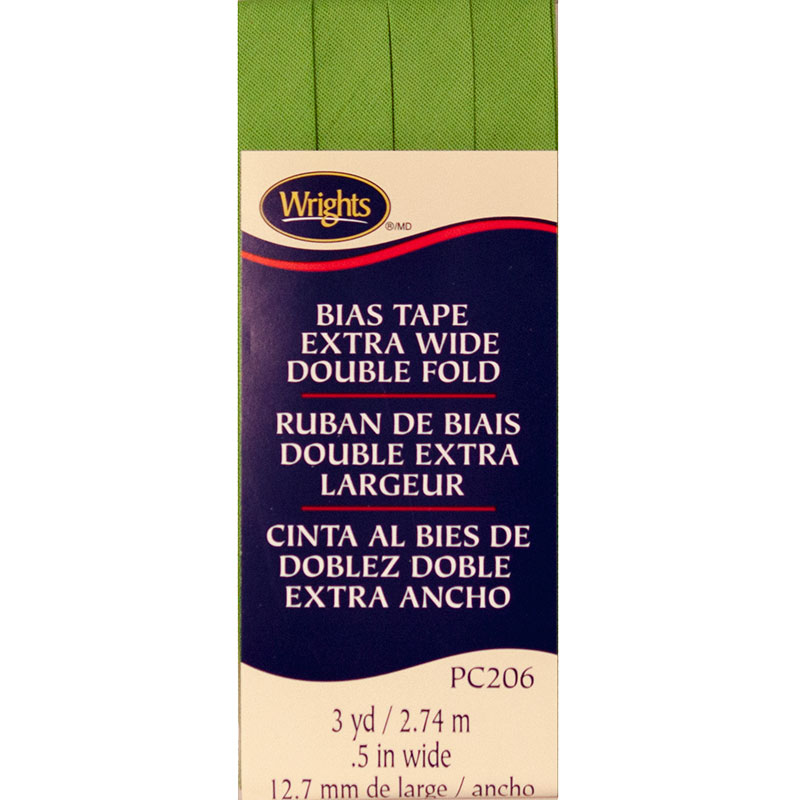 Wrights
®/MD
BIAS TAPE
EXTRA WIDE
DOUBLE FOLD
RUBAN DE BIAIS
DOUBLE EXTRA
LARGEUR
CINTA AL BIES DE
DOBLEZ DOBLE
EXTRA ANCHO
PC206
3 yd / 2.74 m
.5 in wide
12.7 mm de large / ancho